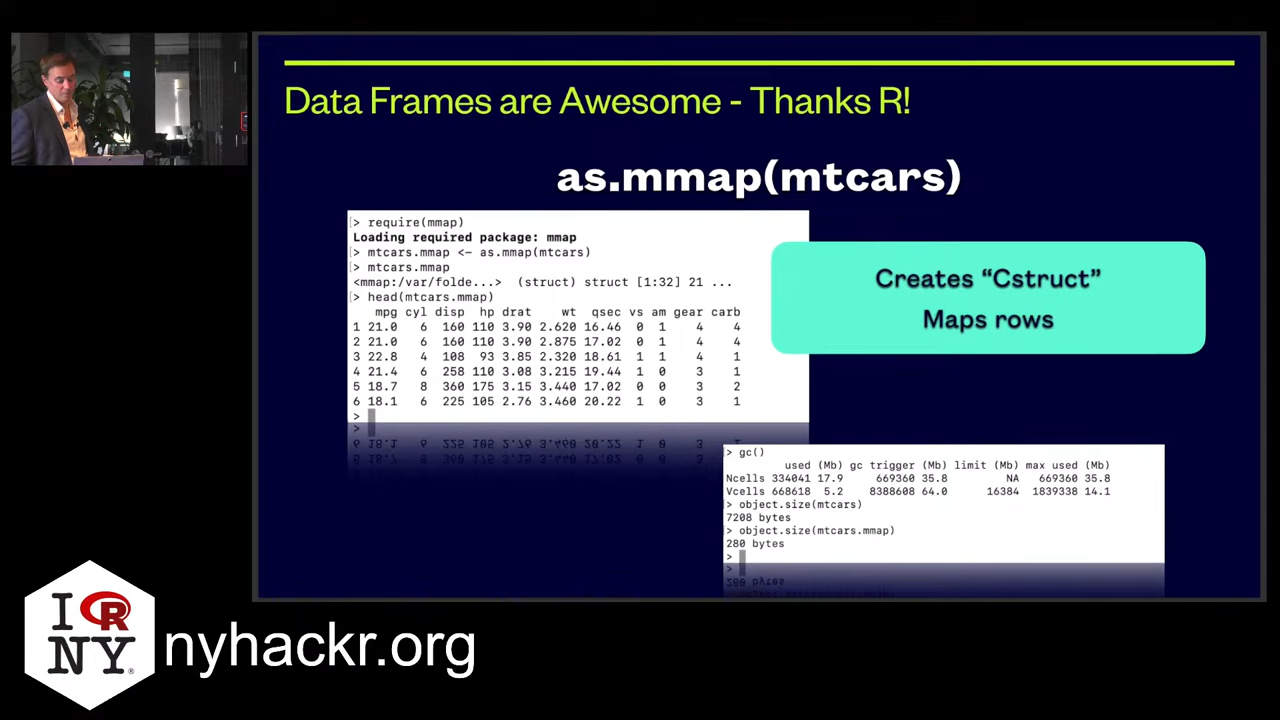 Data Frames are Awesome - Thanks R!
as.mmap(mtcars)
[> require(mmap)
Loading required package: mmap
[> mtcars.mmap <- as.mmap(mtcars)
[> mtcars.mmap
<mmap:/var/folde...>  (struct) struct [1:32] 21 ...
[> head(mtcars.mmap)
   mpg cyl disp  hp drat    wt  qsec vs am gear carb
1 21.0   6  160 110 3.90 2.620 16.46  0  1    4    4
2 21.0   6  160 110 3.90 2.875 17.02  0  1    4    4
3 22.8   4  108  93 3.85 2.320 18.61  1  1    4    1
4 21.4   6  258 110 3.08 3.215 19.44  1  0    3    1
5 18.7   8  360 175 3.15 3.440 17.02  0  0    3    2
6 18.1   6  225 105 2.76 3.460 20.22  1  0    3    1
>
Creates “Cstruct”
Maps rows
[> gc()
         used (Mb) gc trigger (Mb) limit (Mb) max used (Mb)
Ncells 334041 17.9     669360 35.8         NA   669360 35.8
Vcells 668618  5.2    8388608 64.0      16384  1839338 14.1
[> object.size(mtcars)
7208 bytes
[> object.size(mtcars.mmap)
280 bytes
>
I R
NY®
nyhackr.org